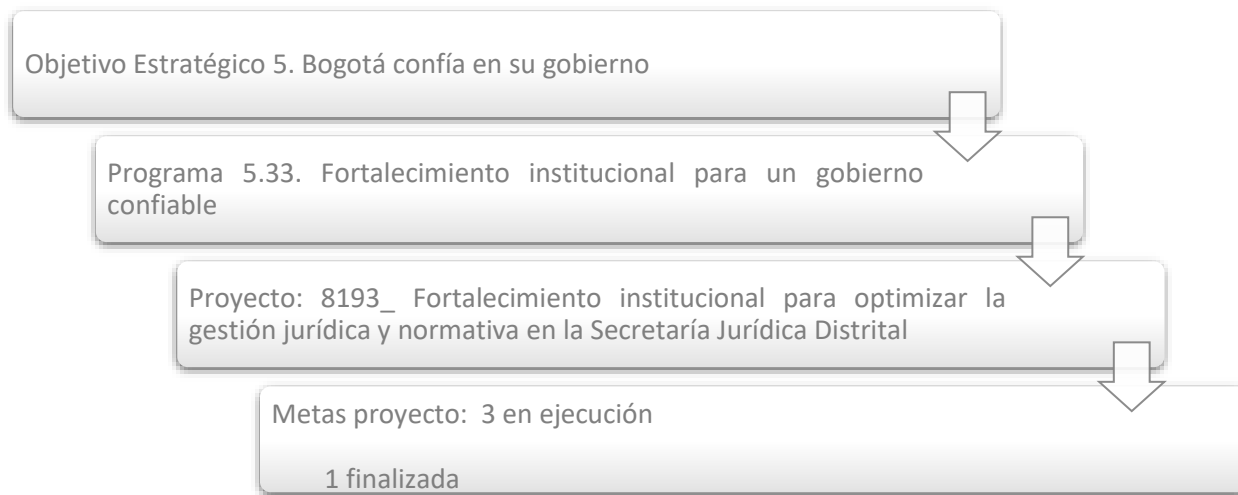 Objetivo Estratégico 5. Bogotá confía en su gobierno
Programa 5.33. Fortalecimiento institucional para un gobierno
confiable
Proyecto: 8193_ Fortalecimiento institucional para optimizar la
gestión jurídica y normativa en la Secretaría Jurídica Distrital
Metas proyecto: 3 en ejecución
1 finalizada